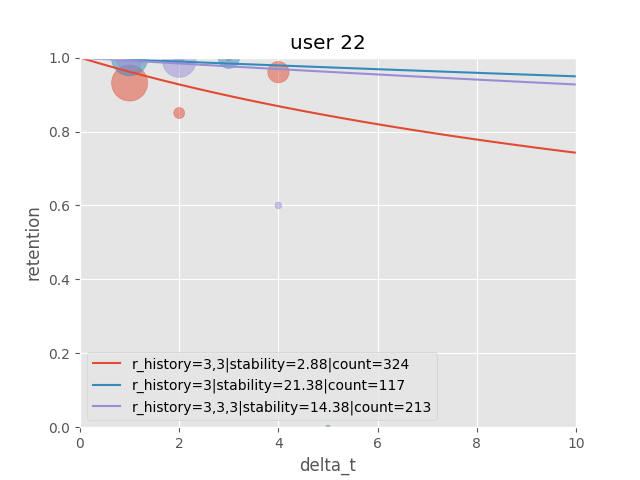 user 22
1.0
0.8
0.6
0.4
0.2
0.0
retention
r_history=3,3|stability=2.88|count=324
r_history=3|stability=21.38|count=117
r_history=3,3,3|stability=14.38|count=213
0 2 4 6 8 10
delta_t